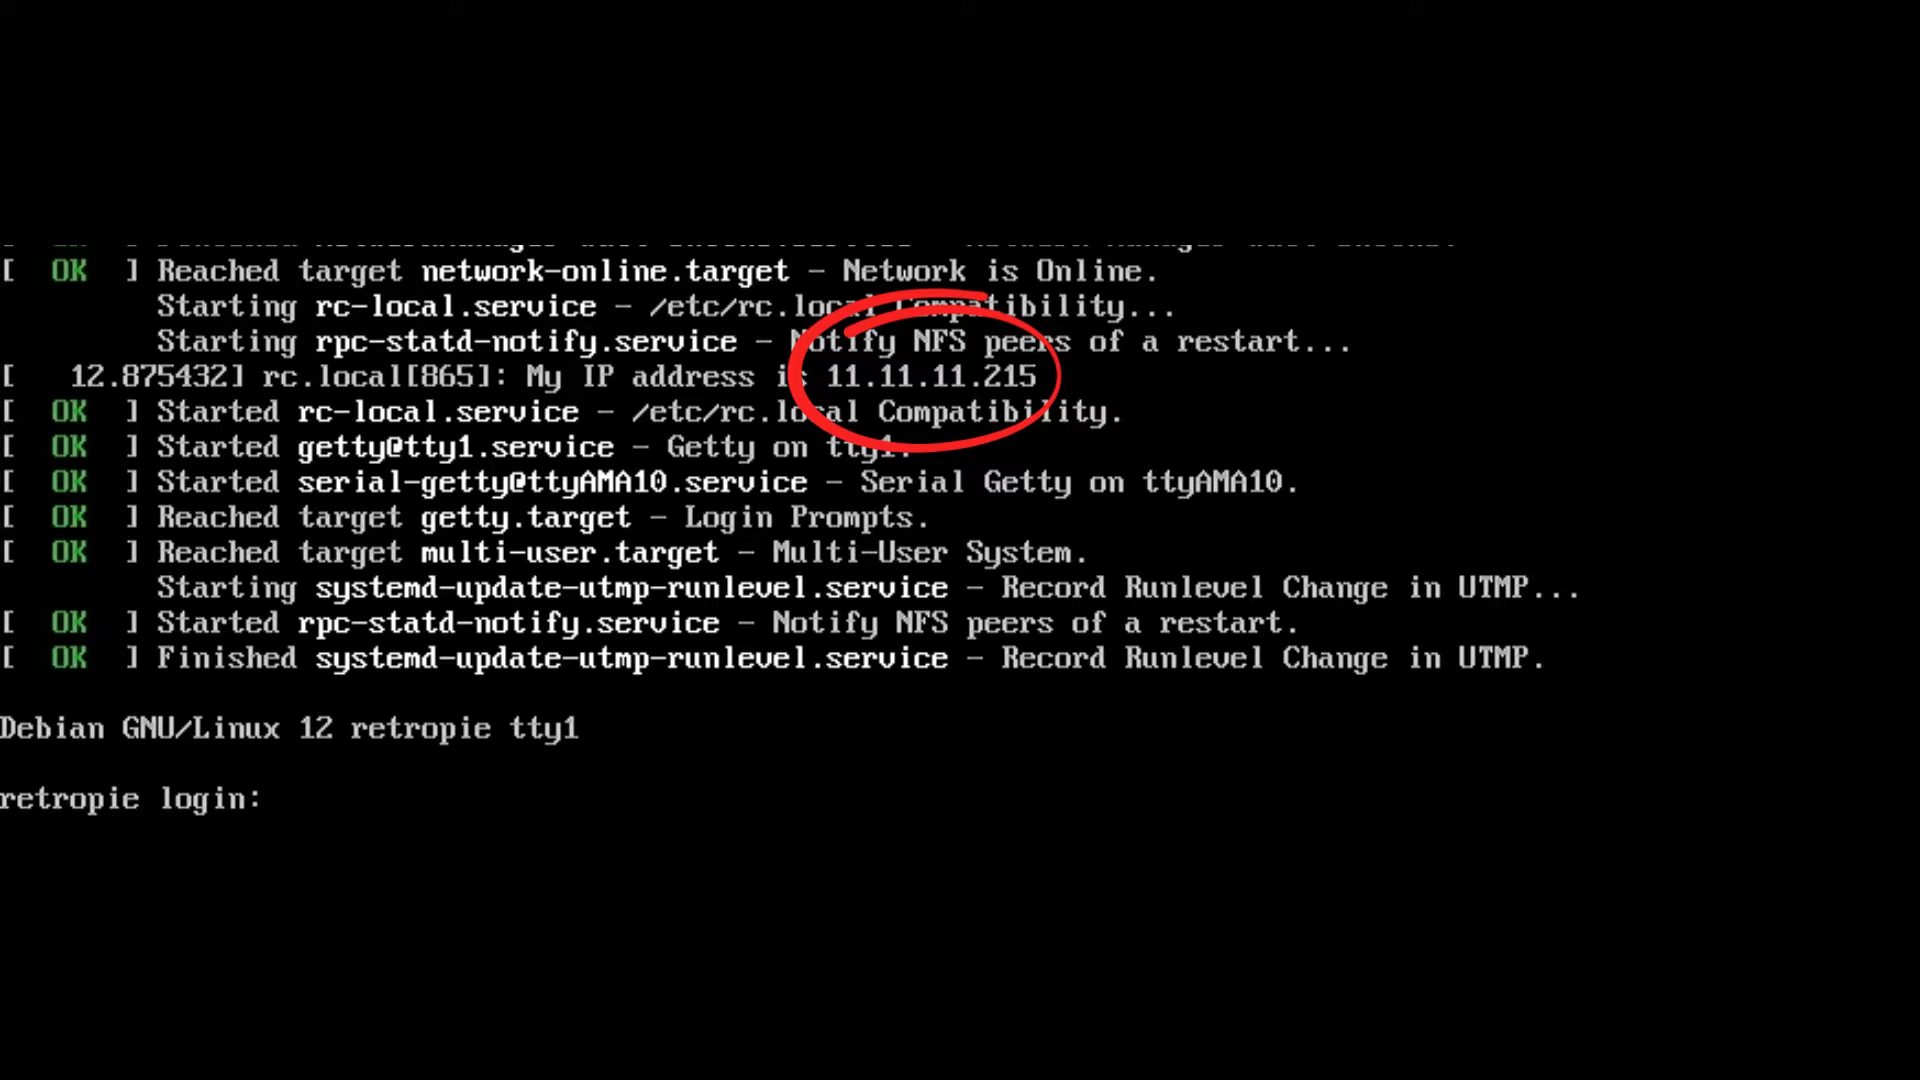 [  OK  ] Reached target network-online.target - Network is Online.
         Starting rc-local.service - /etc/rc.local Compatibility...
         Starting rpc-statd-notify.service - Notify NFS peers of a restart...
[   12.875432] rc.local[865]: My IP address is 11.11.11.215
[  OK  ] Started rc-local.service - /etc/rc.local Compatibility.
[  OK  ] Started getty@tty1.service - Getty on tty1.
[  OK  ] Started serial-getty@ttyAMA10.service - Serial Getty on ttyAMA10.
[  OK  ] Reached target getty.target - Login Prompts.
[  OK  ] Reached target multi-user.target - Multi-User System.
         Starting systemd-update-utmp-runlevel.service - Record Runlevel Change in UTMP...
[  OK  ] Started rpc-statd-notify.service - Notify NFS peers of a restart.
[  OK  ] Finished systemd-update-utmp-runlevel.service - Record Runlevel Change in UTMP.
Debian GNU/Linux 12 retropie tty1
retropie login: